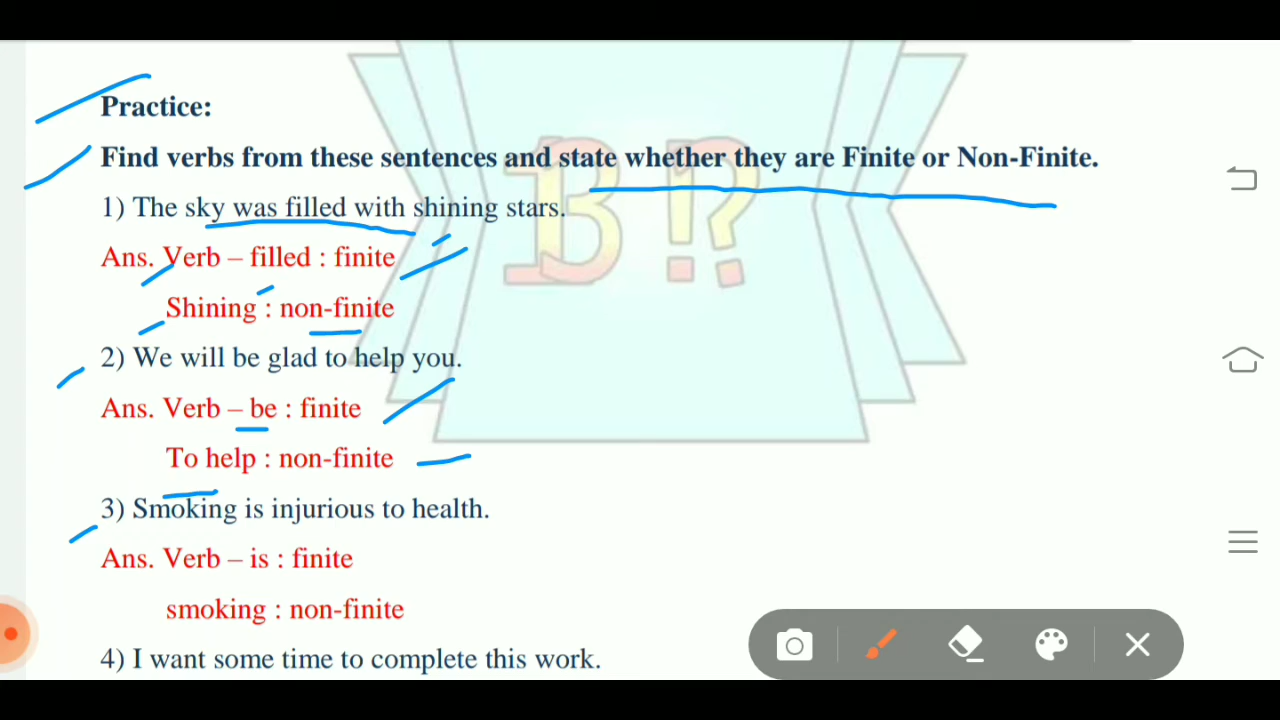 Practice:
Find verbs from these sentences and state whether they are Finite or Non-Finite.
1) The sky was filled with shining stars.
Ans. Verb – filled : finite
Shining : non-finite
2) We will be glad to help you.
Ans. Verb – be : finite
To help : non-finite
3) Smoking is injurious to health.
Ans. Verb – is : finite
smoking : non-finite
4) I want some time to complete this work.
B!?